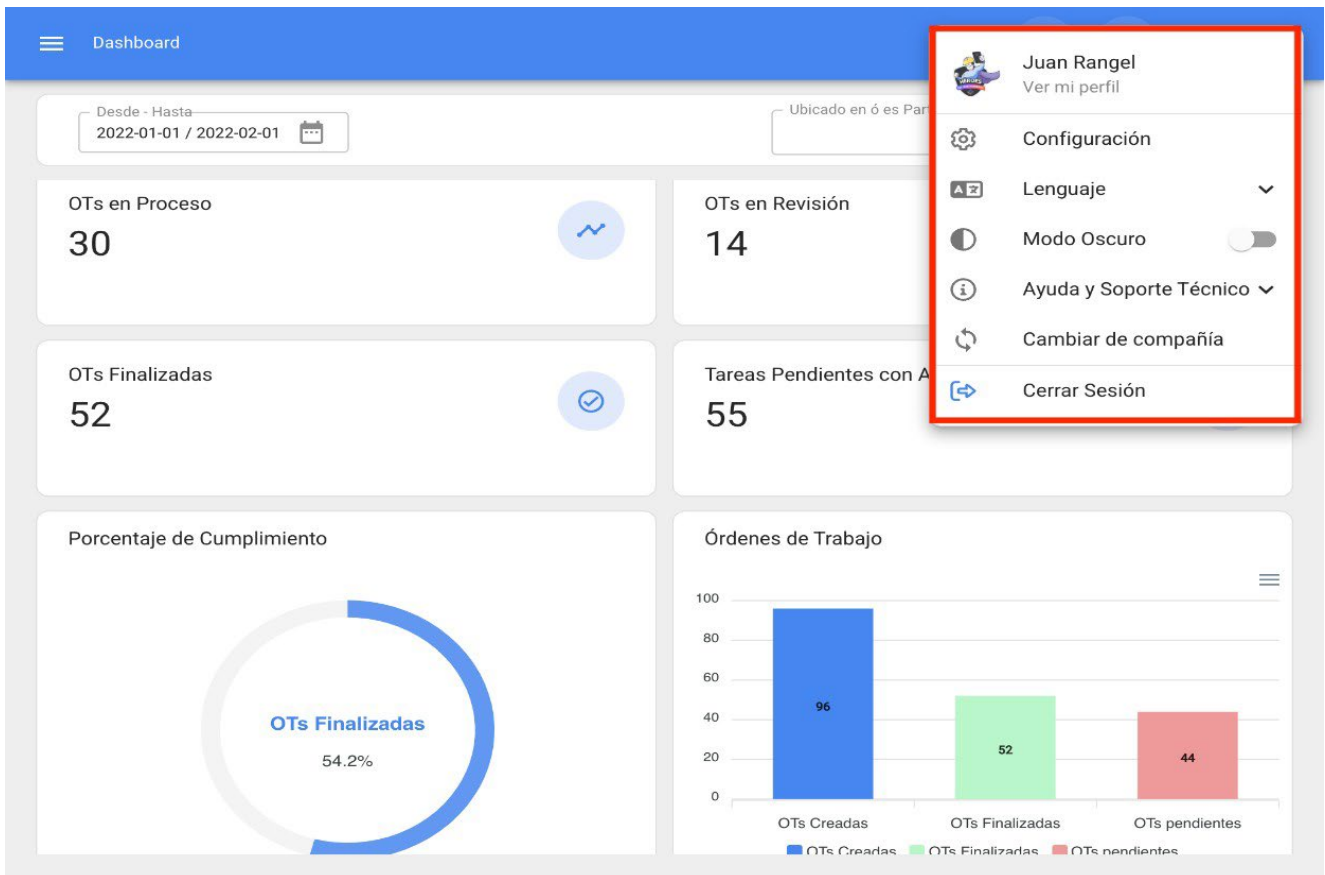 Dashboard
Juan Rangel
Ver mi perfil
Desde - Hasta
2022-01-01 / 2022-02-01
Ubicado en ó es Par
Configuración
Lenguaje
Modo Oscuro
Ayuda y Soporte Técnico
Cambiar de compañía
Cerrar Sesión
OTs en Proceso
30
OTs en Revisión
14
OTs Finalizadas
52
Tareas Pendientes con A
55
Porcentaje de Cumplimiento
OTs Finalizadas
54.2%
Órdenes de Trabajo
100
80
60
40
20
0
96
52
44
OTs Creadas
OTs Finalizadas
OTs pendientes
OTs Creadas OTs Finalizadas OTs pendientes